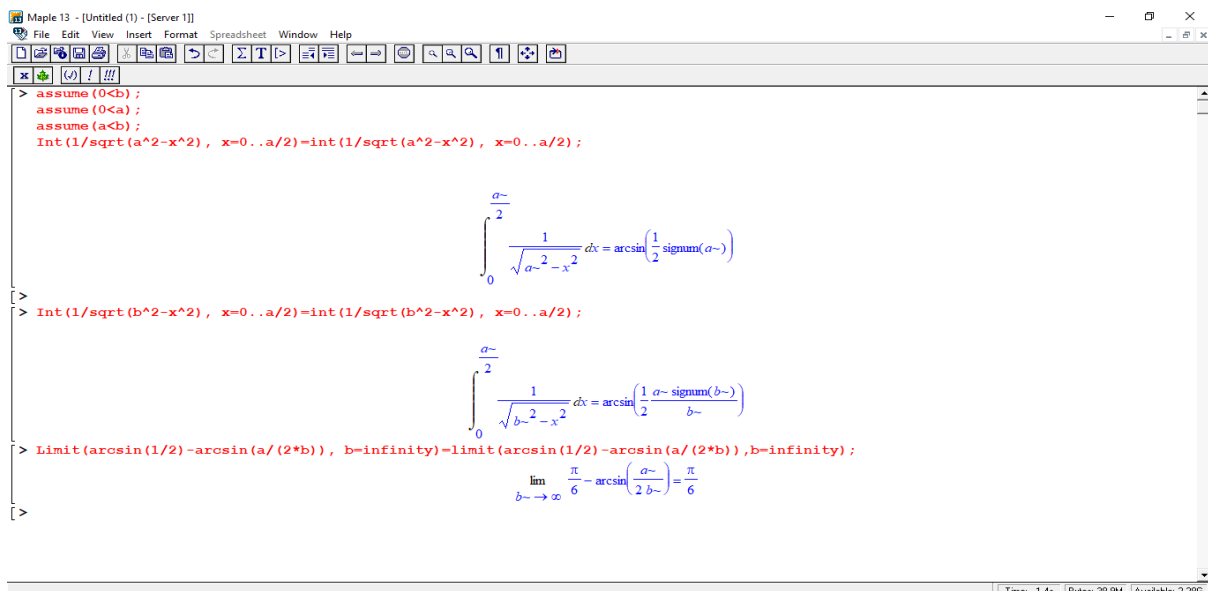 Maple 13 - [Untitled (1) - [Server 1]]
File Edit View Insert Format Spreadsheet Window Help
> assume(0<b);
assume(0<a);
assume(a<b);
Int(1/sqrt(a^2-x^2), x=0..a/2)=int(1/sqrt(a^2-x^2), x=0..a/2);
∫_0^{a~/2} 1/√(a~^2 − x^2) dx = arcsin(1/2 signum(a~))
>
> Int(1/sqrt(b^2-x^2), x=0..a/2)=int(1/sqrt(b^2-x^2), x=0..a/2);
∫_0^{a~/2} 1/√(b~^2 − x^2) dx = arcsin(1/2 a~ signum(b~)/b~)
> Limit(arcsin(1/2)-arcsin(a/(2*b)), b=infinity)=limit(arcsin(1/2)-arcsin(a/(2*b)),b=infinity);
lim_{b~ → ∞} π/6 − arcsin(a~/(2 b~)) = π/6
>